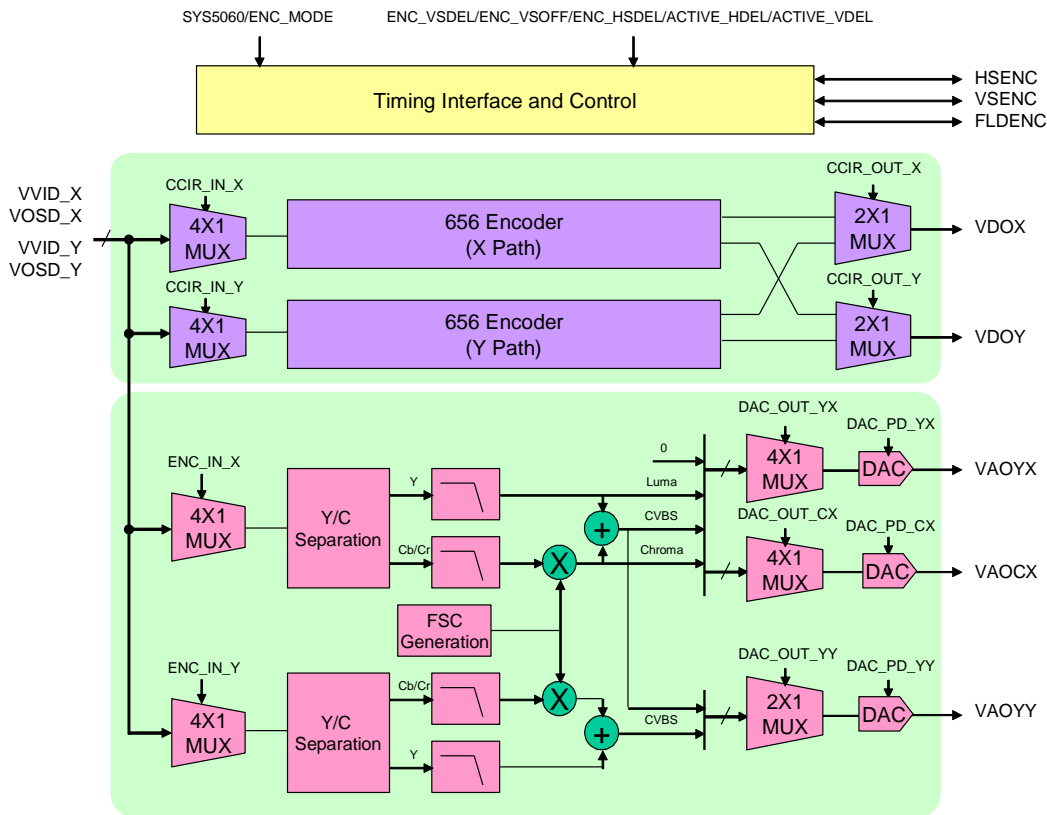 SYS5060/ENC_MODE
ENC_VSDEL/ENC_VSOFF/ENC_HSDEL/ACTIVE_HDEL/ACTIVE_VDEL
Timing Interface and Control
HSENC
VSENC
FLDENC
VVID_X
VOSD_X
VVID_Y
VOSD_Y
CCIR_IN_X
4X1
MUX
656 Encoder
(X Path)
CCIR_OUT_X
2X1
MUX
VDOX
CCIR_IN_Y
4X1
MUX
656 Encoder
(Y Path)
CCIR_OUT_Y
2X1
MUX
VDOY
ENC_IN_X
4X1
MUX
Y/C
Separation
Y
Cb/Cr
X
+
0
Luma
CVBS
Chroma
DAC_OUT_YX
4X1
MUX
DAC_PD_YX
DAC
VAOYX
DAC_OUT_CX
4X1
MUX
DAC_PD_CX
DAC
VAOCX
FSC
Generation
ENC_IN_Y
4X1
MUX
Y/C
Separation
Cb/Cr
Y
X
+
CVBS
DAC_OUT_YY
2X1
MUX
DAC_PD_YY
DAC
VAOYY